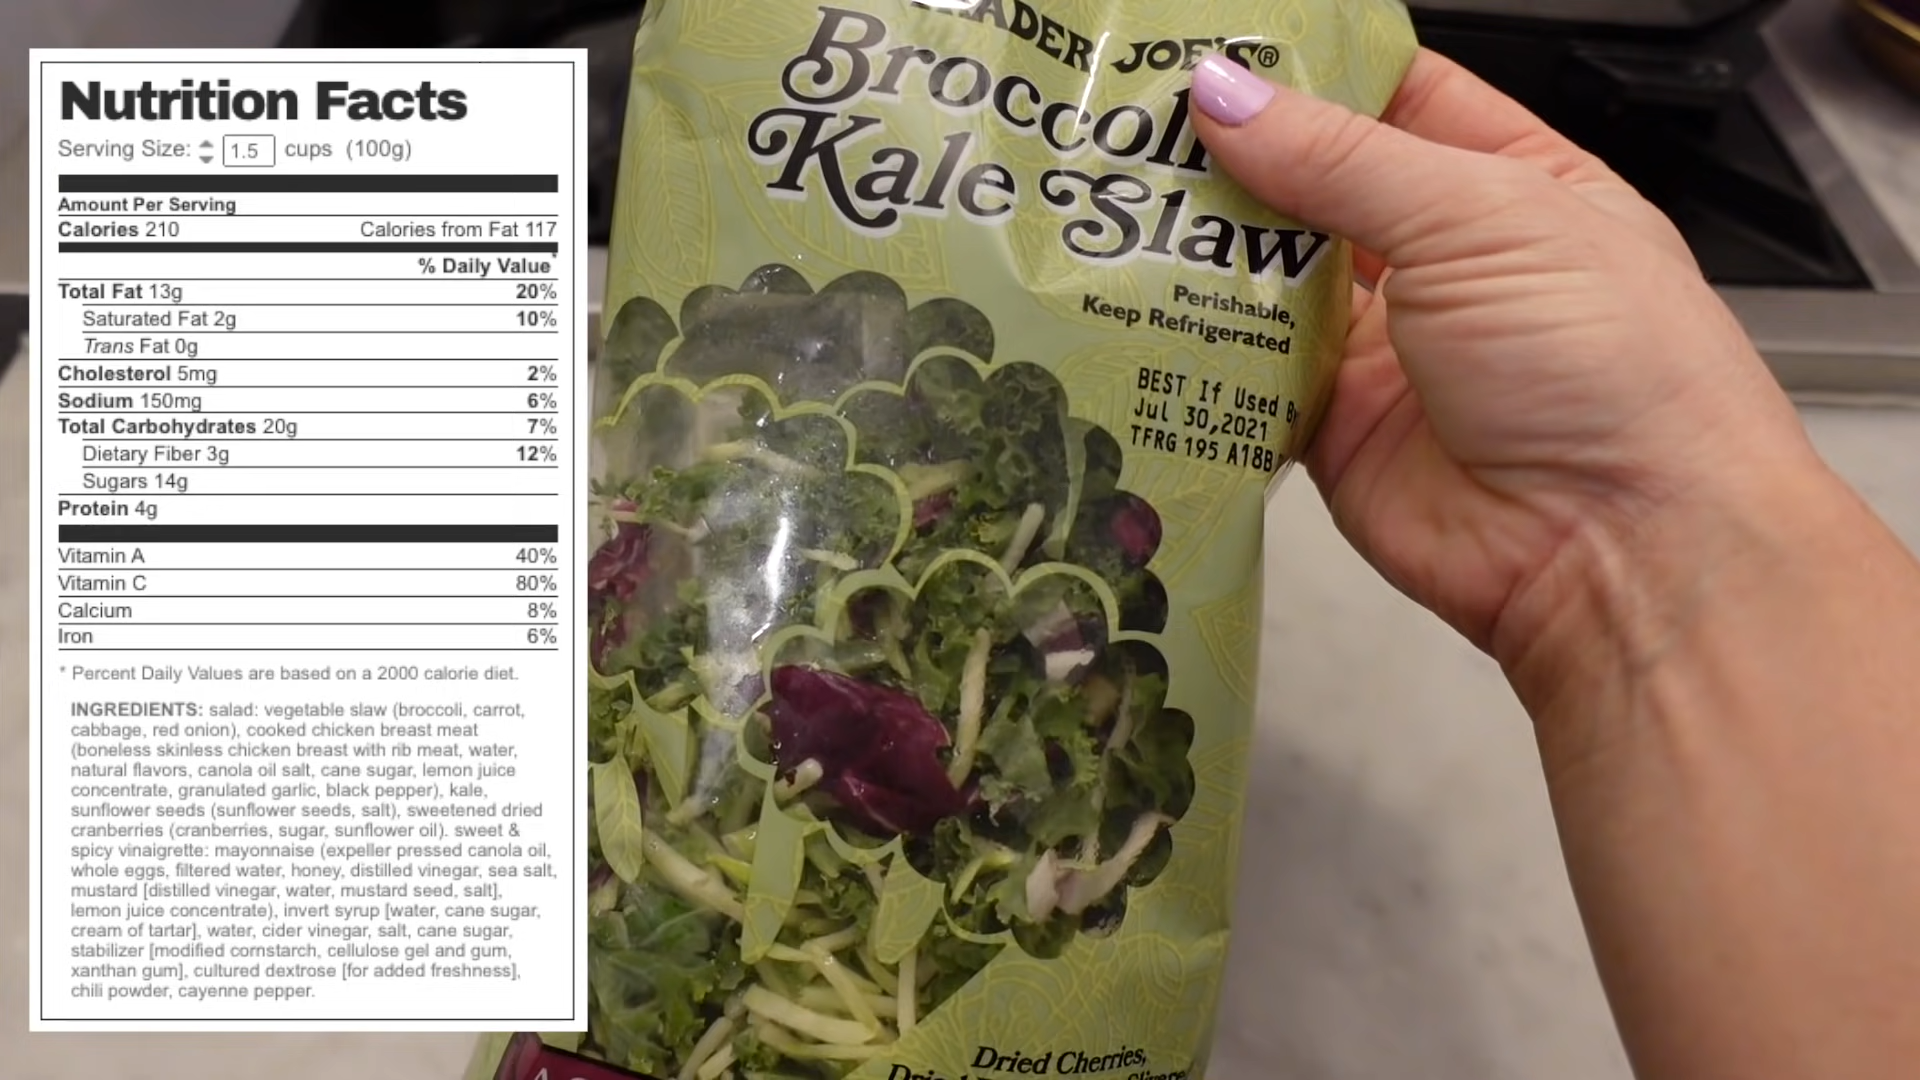 Nutrition Facts
Serving Size: 1.5 cups (100g)
Amount Per Serving
Calories 210 Calories from Fat 117
% Daily Value*
Total Fat 13g 20%
Saturated Fat 2g 10%
Trans Fat 0g
Cholesterol 5mg 2%
Sodium 150mg 6%
Total Carbohydrates 20g 7%
Dietary Fiber 3g 12%
Sugars 14g
Protein 4g
Vitamin A 40%
Vitamin C 80%
Calcium 8%
Iron 6%
* Percent Daily Values are based on a 2000 calorie diet.
INGREDIENTS: salad: vegetable slaw (broccoli, carrot,
cabbage, red onion), cooked chicken breast meat
(boneless skinless chicken breast with rib meat, water,
natural flavors, canola oil salt, cane sugar, lemon juice
concentrate, granulated garlic, black pepper), kale,
sunflower seeds (sunflower seeds, salt), sweetened dried
cranberries (cranberries, sugar, sunflower oil). sweet &
spicy vinaigrette: mayonnaise (expeller pressed canola oil,
whole eggs, filtered water, honey, distilled vinegar, sea salt,
mustard [distilled vinegar, water, mustard seed, salt],
lemon juice concentrate), invert syrup [water, cane sugar,
cream of tartar], water, cider vinegar, salt, cane sugar,
stabilizer [modified cornstarch, cellulose gel and gum,
xanthan gum], cultured dextrose [for added freshness],
chili powder, cayenne pepper.
TRADER JOE'S®
Broccoli
Kale Slaw
Perishable,
Keep Refrigerated
BEST If Used By
Jul 30,2021
TFRG 195 A18B
Dried Cherries,